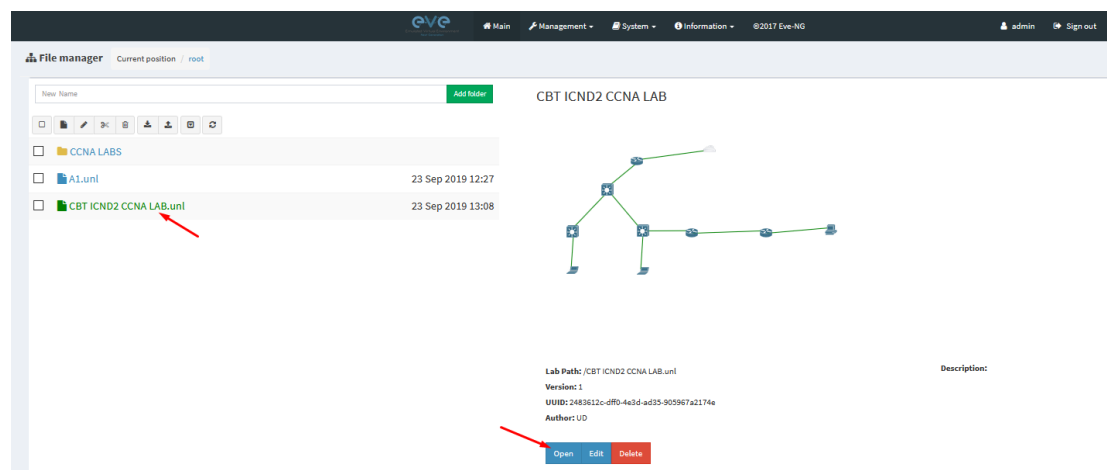 eve
Main Management System Information ©2017 Eve-NG admin Sign out
File manager Current position / root
New Name Add folder
CBT ICND2 CCNA LAB
CCNA LABS
A1.unl 23 Sep 2019 12:27
CBT ICND2 CCNA LAB.unl 23 Sep 2019 13:08
Lab Path: /CBT ICND2 CCNA LAB.unl
Description:
Version: 1
UUID: 2483612c-dff0-4e3d-ad35-905967a2174e
Author: UD
Open Edit Delete